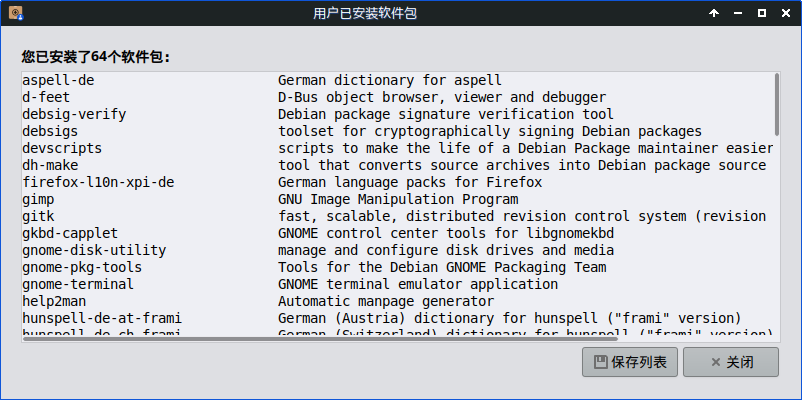 用户已安装软件包
您已安装了64个软件包:
aspell-de German dictionary for aspell
d-feet D-Bus object browser, viewer and debugger
debsig-verify Debian package signature verification tool
debsigs toolset for cryptographically signing Debian packages
devscripts scripts to make the life of a Debian Package maintainer easier
dh-make tool that converts source archives into Debian package source
firefox-l10n-xpi-de German language packs for Firefox
gimp GNU Image Manipulation Program
gitk fast, scalable, distributed revision control system (revision
gkbd-capplet GNOME control center tools for libgnomekbd
gnome-disk-utility manage and configure disk drives and media
gnome-pkg-tools Tools for the Debian GNOME Packaging Team
gnome-terminal GNOME terminal emulator application
help2man Automatic manpage generator
hunspell-de-at-frami German (Austria) dictionary for hunspell ("frami" version)
hunspell-de-ch-frami German (Switzerland) dictionary for hunspell ("frami" version)
保存列表 关闭